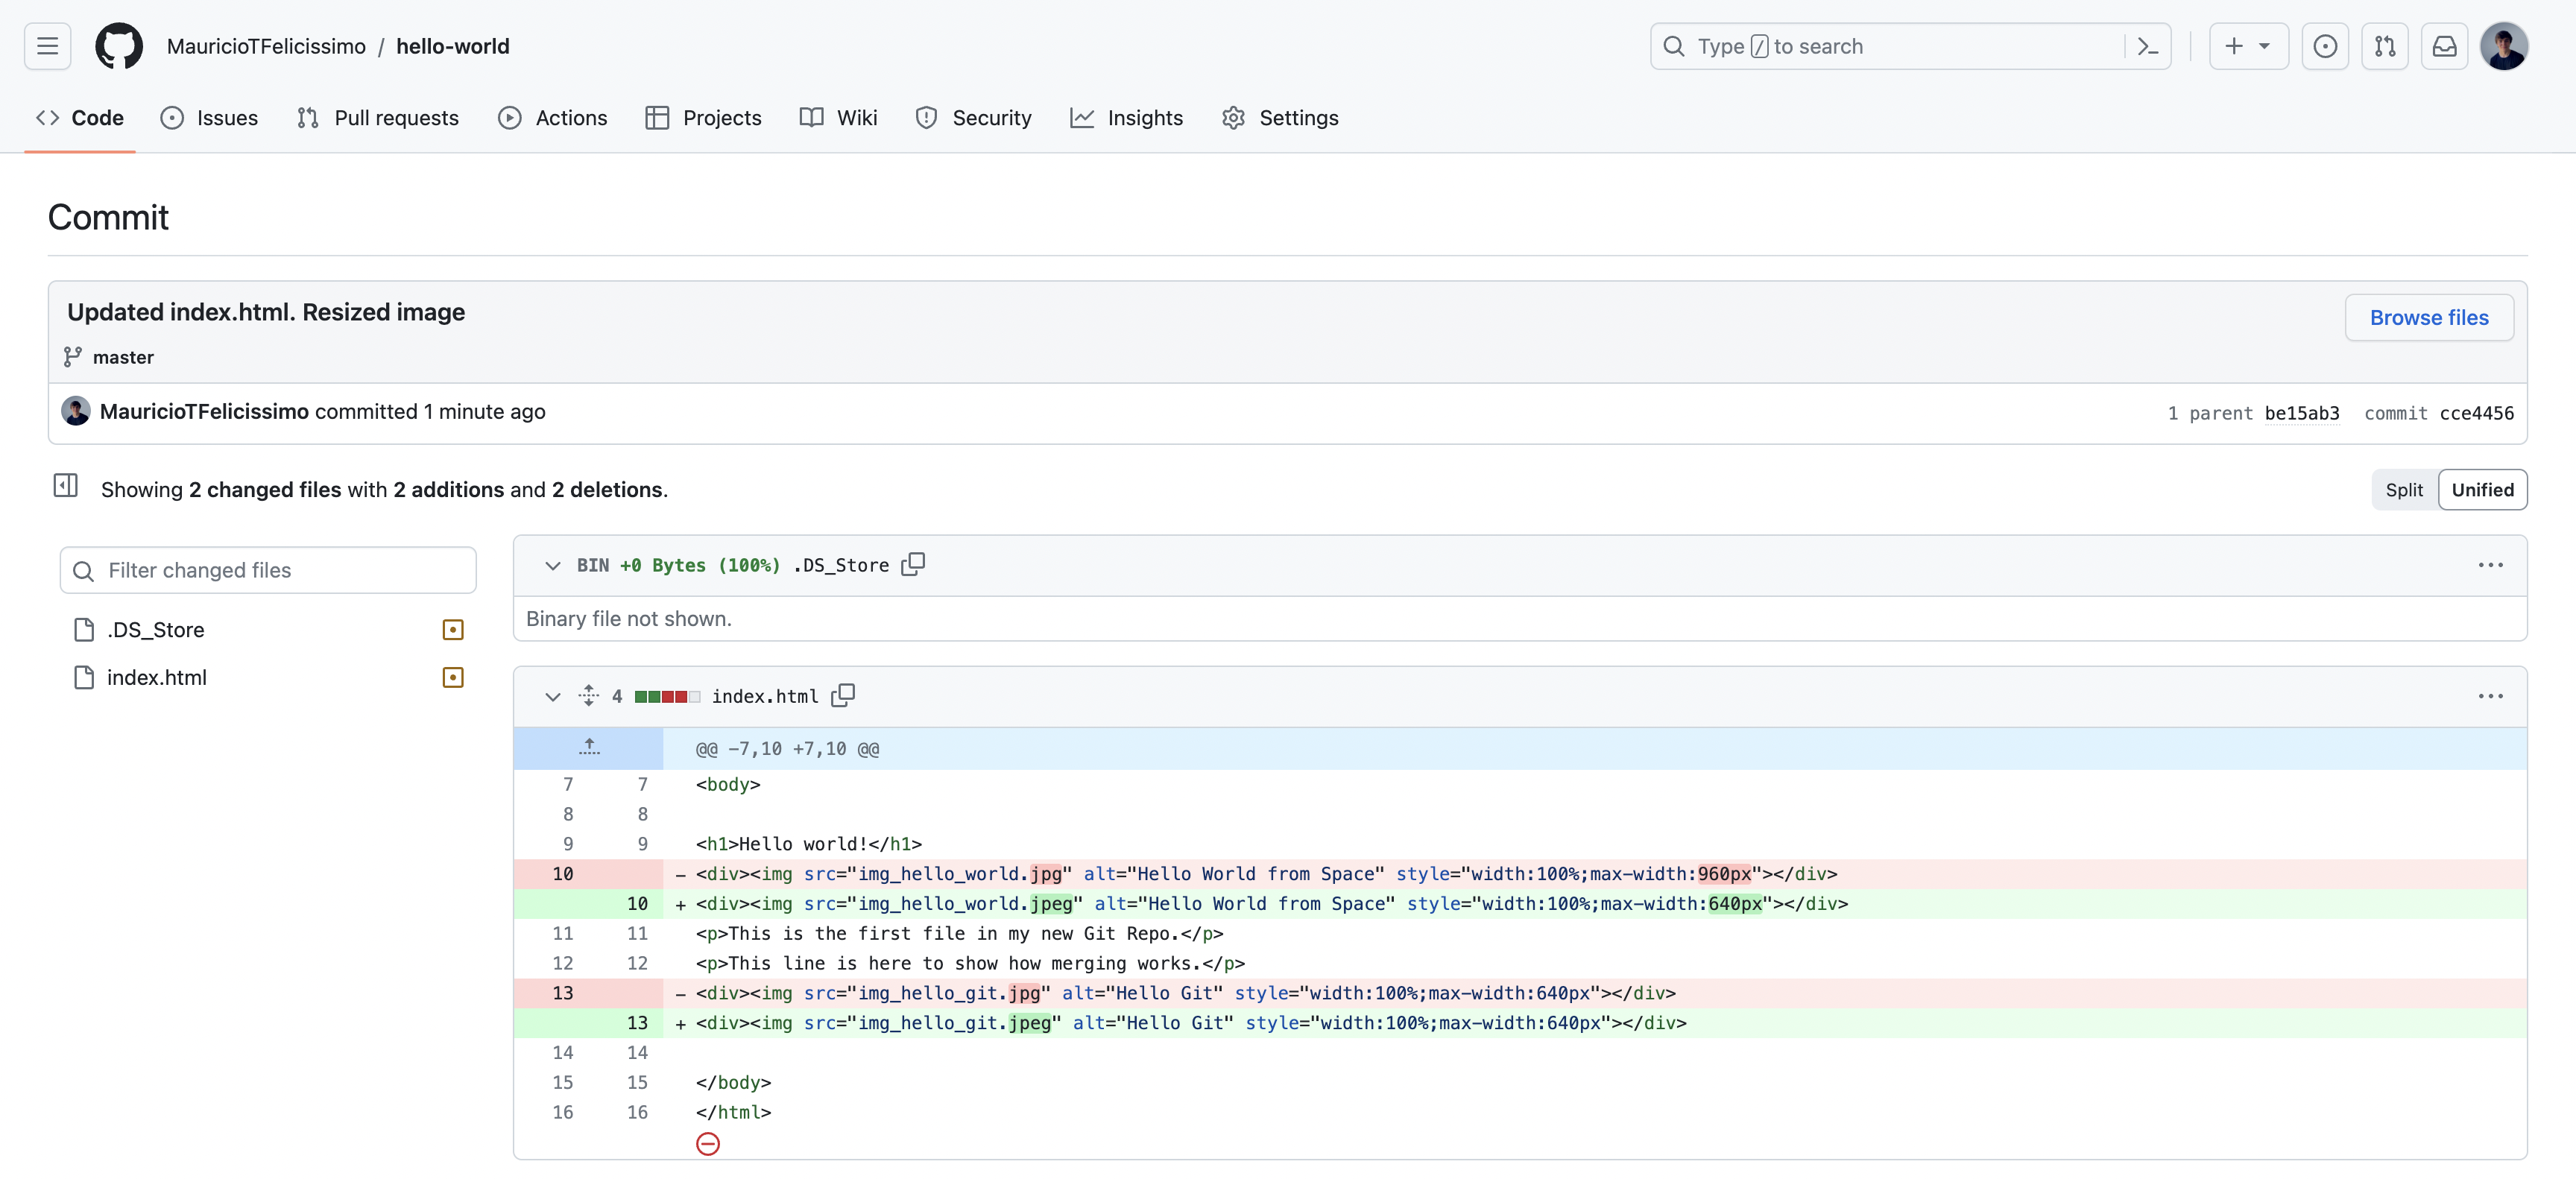 MauricioTFelicissimo / hello-world
Type / to search
Code Issues Pull requests Actions Projects Wiki Security Insights Settings
Commit
Updated index.html. Resized image
Browse files
master
MauricioTFelicissimo committed 1 minute ago
1 parent be15ab3 commit cce4456
Showing 2 changed files with 2 additions and 2 deletions.
Split Unified
Filter changed files
.DS_Store
index.html
BIN +0 Bytes (100%) .DS_Store
Binary file not shown.
4 index.html
@@ -7,10 +7,10 @@
7 7 <body>
8 8
9 9 <h1>Hello world!</h1>
10 - <div><img src="img_hello_world.jpg" alt="Hello World from Space" style="width:100%;max-width:960px"></div>
10 + <div><img src="img_hello_world.jpeg" alt="Hello World from Space" style="width:100%;max-width:640px"></div>
11 11 <p>This is the first file in my new Git Repo.</p>
12 12 <p>This line is here to show how merging works.</p>
13 - <div><img src="img_hello_git.jpg" alt="Hello Git" style="width:100%;max-width:640px"></div>
13 + <div><img src="img_hello_git.jpeg" alt="Hello Git" style="width:100%;max-width:640px"></div>
14 14
15 15 </body>
16 16 </html>